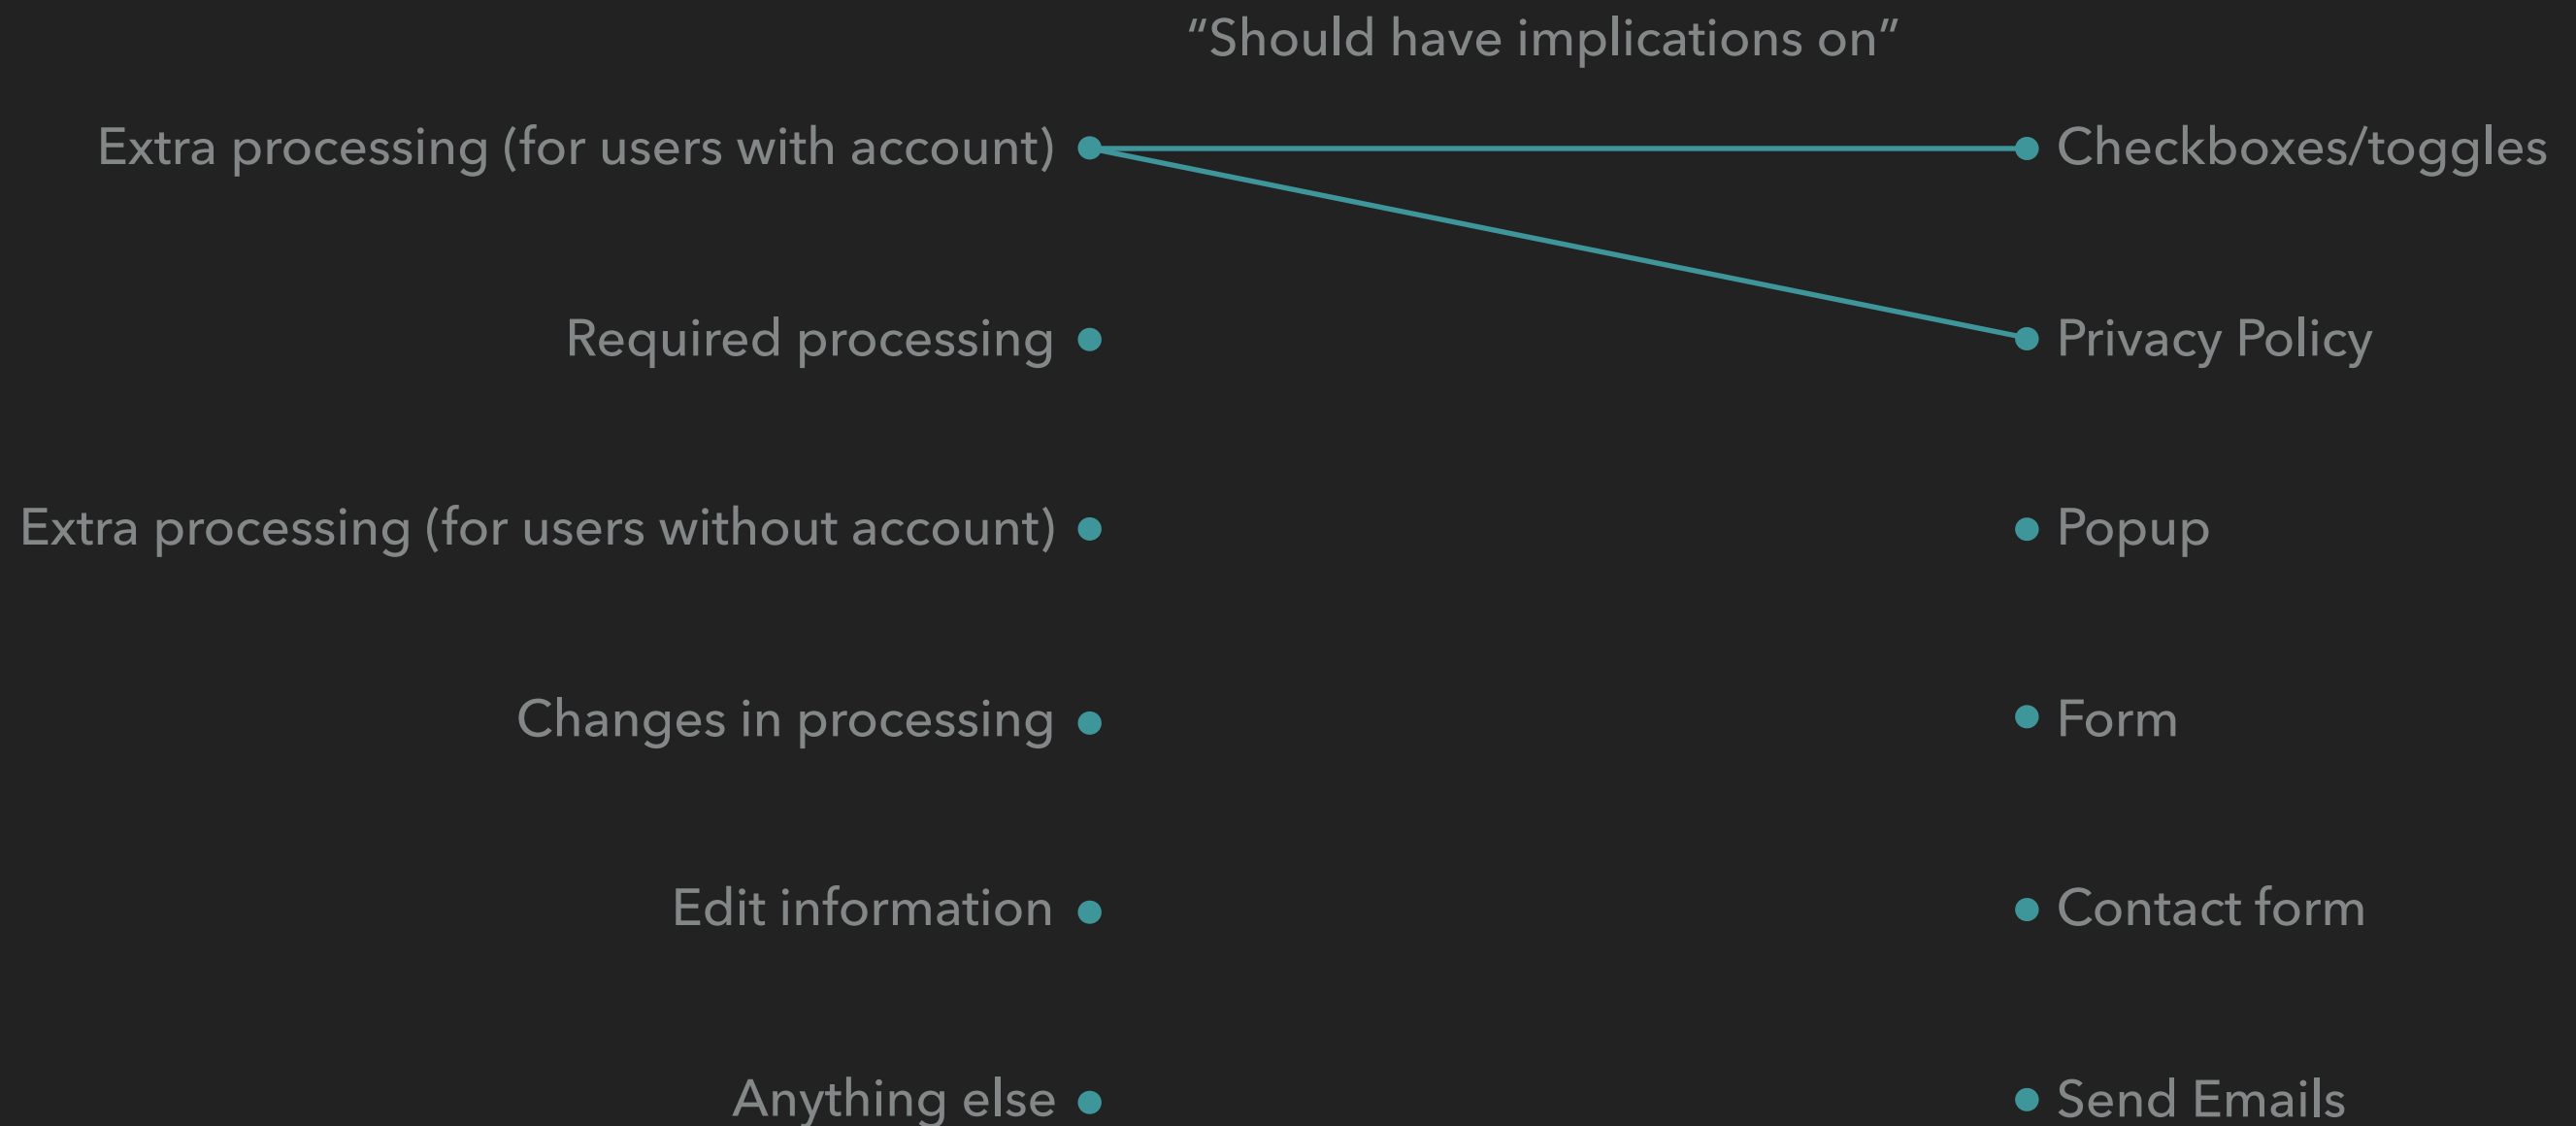 “Should have implications on”
Extra processing (for users with account)
Checkboxes/toggles
Required processing
Privacy Policy
Extra processing (for users without account)
Popup
Changes in processing
Form
Edit information
Contact form
Anything else
Send Emails